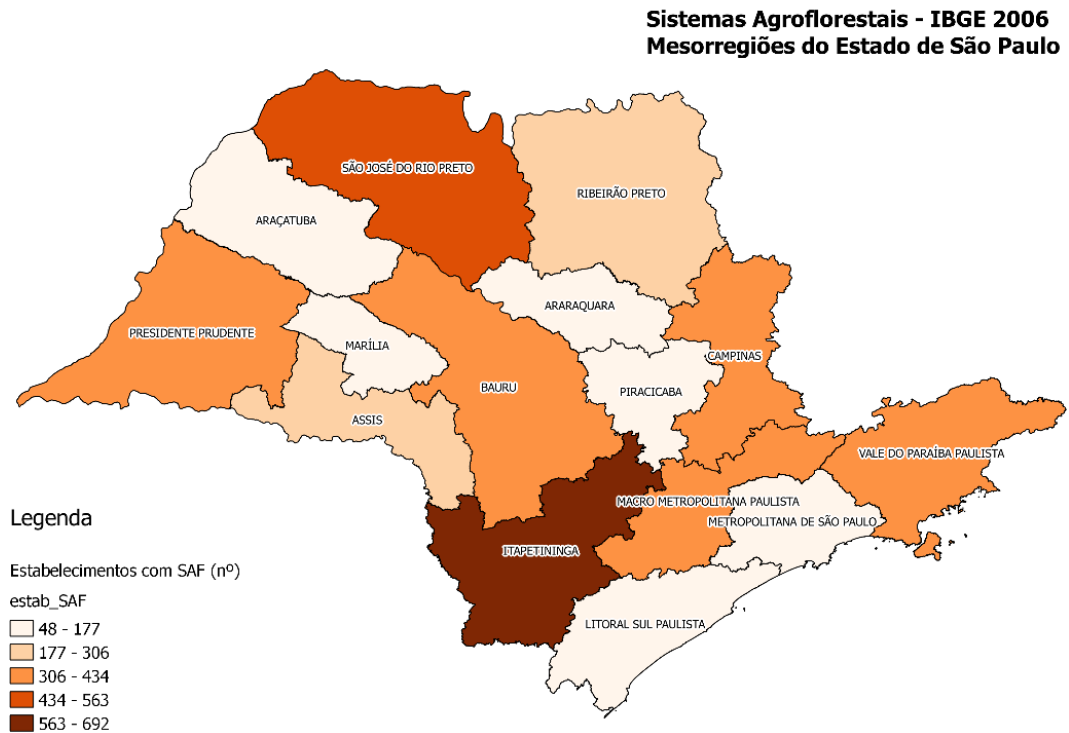 Sistemas Agroflorestais - IBGE 2006
Mesorregiões do Estado de São Paulo
SÃO JOSÉ DO RIO PRETO
RIBEIRÃO PRETO
ARAÇATUBA
ARARAQUARA
PRESIDENTE PRUDENTE
MARÍLIA
CAMPINAS
BAURU
PIRACICABA
ASSIS
VALE DO PARAÍBA PAULISTA
MACRO METROPOLITANA PAULISTA
METROPOLITANA DE SÃO PAULO
ITAPETININGA
LITORAL SUL PAULISTA
Legenda
Estabelecimentos com SAF (nº)
estab_SAF
48 - 177
177 - 306
306 - 434
434 - 563
563 - 692